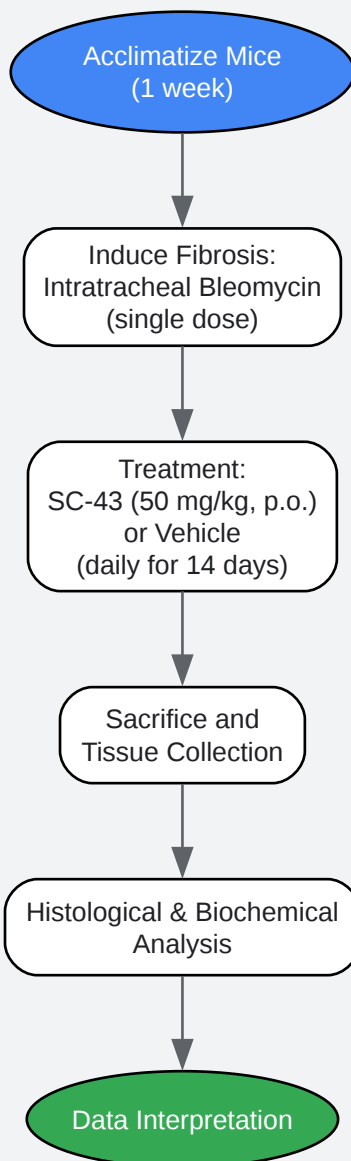 Acclimatize Mice
(1 week)
Induce Fibrosis:
Intratracheal Bleomycin
(single dose)
Treatment:
SC-43 (50 mg/kg, p.o.)
or Vehicle
(daily for 14 days)
Sacrifice and
Tissue Collection
Histological & Biochemical
Analysis
Data Interpretation